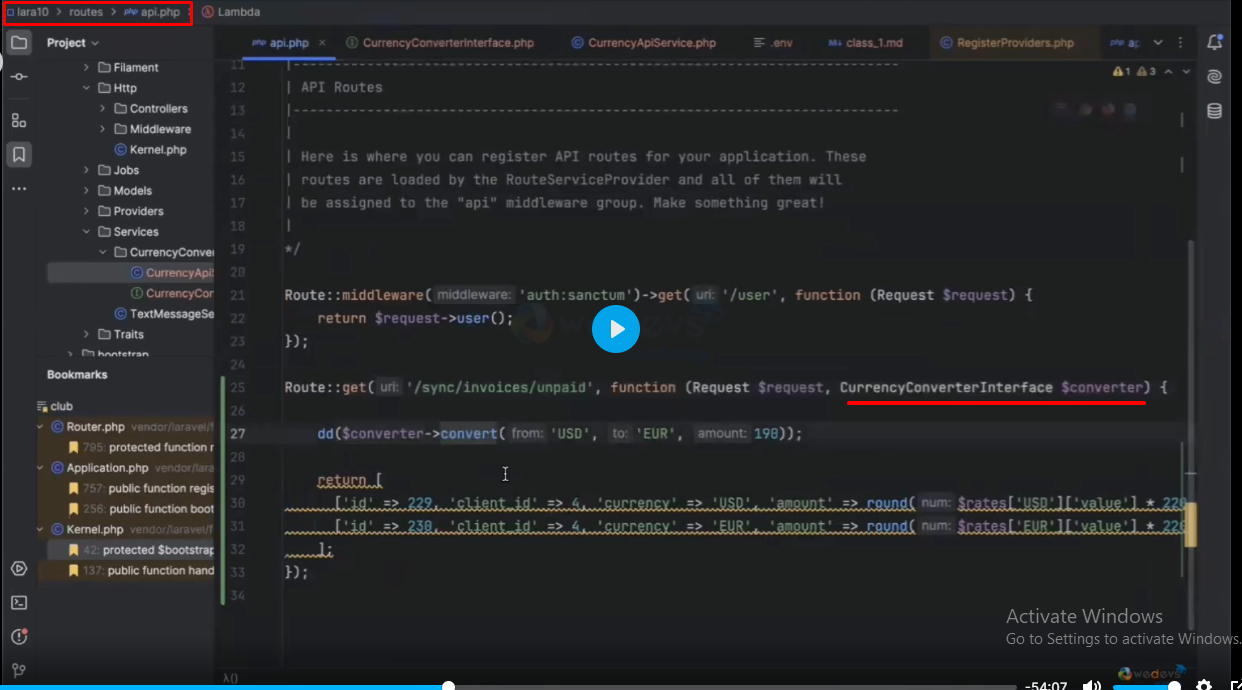 lara10 > routes > api.php > Lambda
Project
api.php × CurrencyConverterInterface.php CurrencyApiService.php .env class_1.md RegisterProviders.php
Filament
Http
Controllers
Middleware
Kernel.php
Jobs
Models
Providers
Services
CurrencyConver
CurrencyApiS
CurrencyCor
TextMessageSe
Traits
bootstrap
Bookmarks
club
Router.php vendor/laravel/f
795: protected function r
Application.php vendor/lara
757: public function regis
256: public function boot
Kernel.php vendor/laravel/f
42: protected $bootstrap
137: public function hand
1 3
11 |--------------------------------------------------------------------------
12 | API Routes
13 |--------------------------------------------------------------------------
14 |
15 | Here is where you can register API routes for your application. These
16 | routes are loaded by the RouteServiceProvider and all of them will
17 | be assigned to the "api" middleware group. Make something great!
18 |
19 */
20
21 Route::middleware( middleware: 'auth:sanctum')->get( uri: '/user', function (Request $request) {
22 return $request->user();
23 });
24
25 Route::get( uri: '/sync/invoices/unpaid', function (Request $request, CurrencyConverterInterface $converter) {
26
27 dd($converter->convert( from: 'USD', to: 'EUR', amount: 190));
28
29 return [
30 ['id' => 229, 'client_id' => 4, 'currency' => 'USD', 'amount' => round( num: $rates['USD']['value'] * 220
31 ['id' => 230, 'client_id' => 4, 'currency' => 'EUR', 'amount' => round( num: $rates['EUR']['value'] * 220
32 ];
33 });
34
λ()
wedevs
Activate Windows
Go to Settings to activate Windows.
wedevs
-54:07